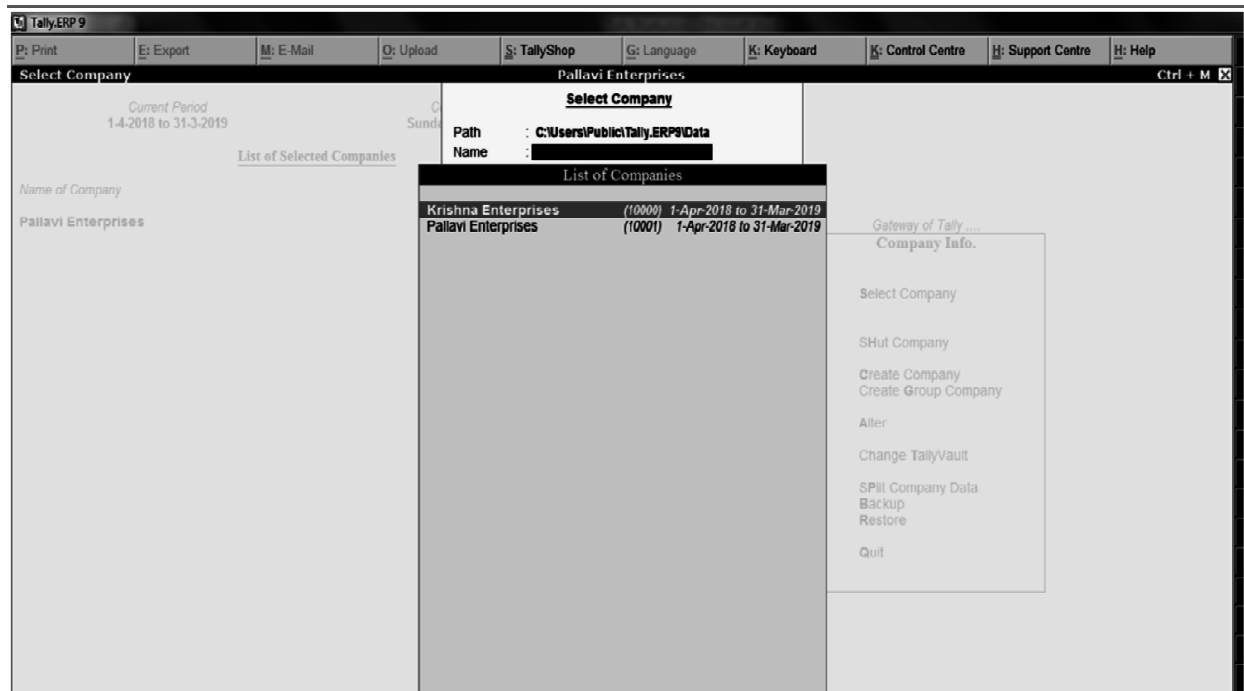 Tally.ERP 9
P: Print E: Export M: E-Mail O: Upload S: TallyShop G: Language K: Keyboard K: Control Centre H: Support Centre H: Help
Select Company Pallavi Enterprises Ctrl + M
Current Period
1-4-2018 to 31-3-2019
List of Selected Companies
Name of Company
Pallavi Enterprises
Select Company
Path : C:\Users\Public\Tally.ERP9\Data
Name :
List of Companies
Krishna Enterprises (10000) 1-Apr-2018 to 31-Mar-2019
Pallavi Enterprises (10001) 1-Apr-2018 to 31-Mar-2019
Gateway of Tally ....
Company Info.
Select Company
SHut Company
Create Company
Create Group Company
Alter
Change TallyVault
SPlit Company Data
Backup
Restore
Quit